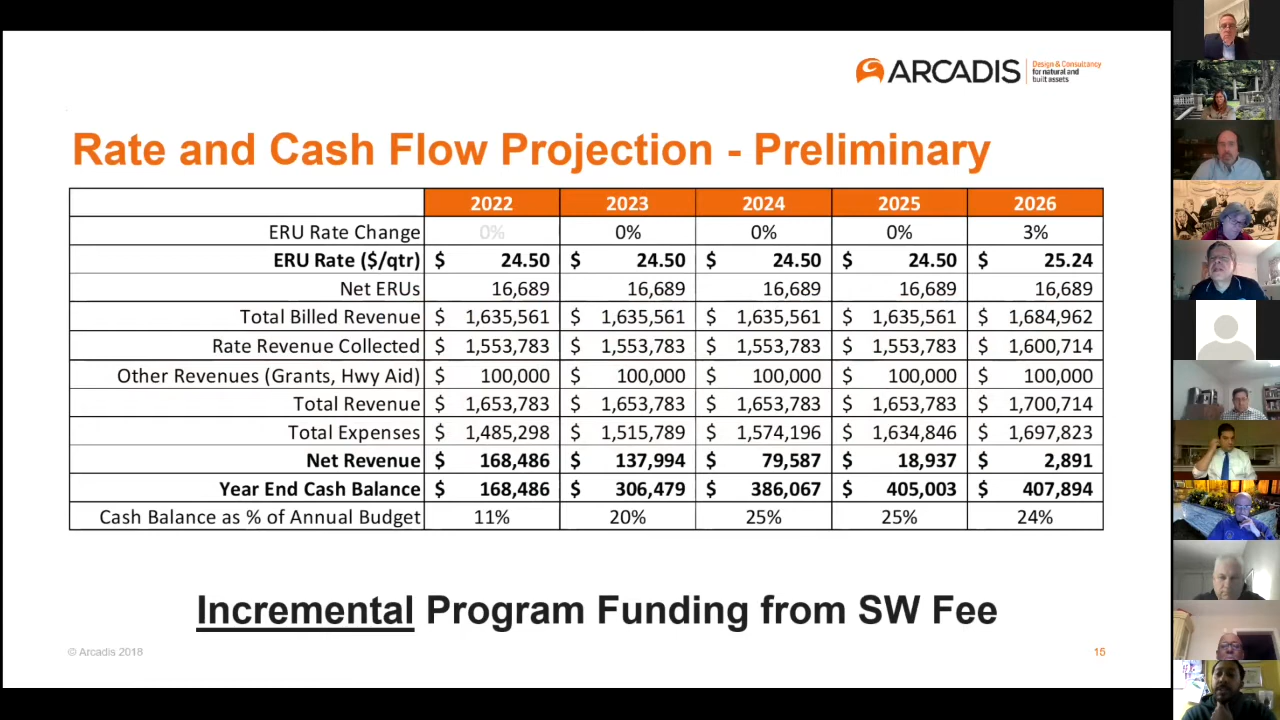 ARCADIS
Design & Consultancy
for natural and
built assets
Rate and Cash Flow Projection - Preliminary
2022 2023 2024 2025 2026
ERU Rate Change 0% 0% 0% 0% 3%
ERU Rate ($/qtr) $ 24.50 $ 24.50 $ 24.50 $ 24.50 $ 25.24
Net ERUs 16,689 16,689 16,689 16,689 16,689
Total Billed Revenue $ 1,635,561 $ 1,635,561 $ 1,635,561 $ 1,635,561 $ 1,684,962
Rate Revenue Collected $ 1,553,783 $ 1,553,783 $ 1,553,783 $ 1,553,783 $ 1,600,714
Other Revenues (Grants, Hwy Aid) $ 100,000 $ 100,000 $ 100,000 $ 100,000 $ 100,000
Total Revenue $ 1,653,783 $ 1,653,783 $ 1,653,783 $ 1,653,783 $ 1,700,714
Total Expenses $ 1,485,298 $ 1,515,789 $ 1,574,196 $ 1,634,846 $ 1,697,823
Net Revenue $ 168,486 $ 137,994 $ 79,587 $ 18,937 $ 2,891
Year End Cash Balance $ 168,486 $ 306,479 $ 386,067 $ 405,003 $ 407,894
Cash Balance as % of Annual Budget 11% 20% 25% 25% 24%
Incremental Program Funding from SW Fee
© Arcadis 2018
15